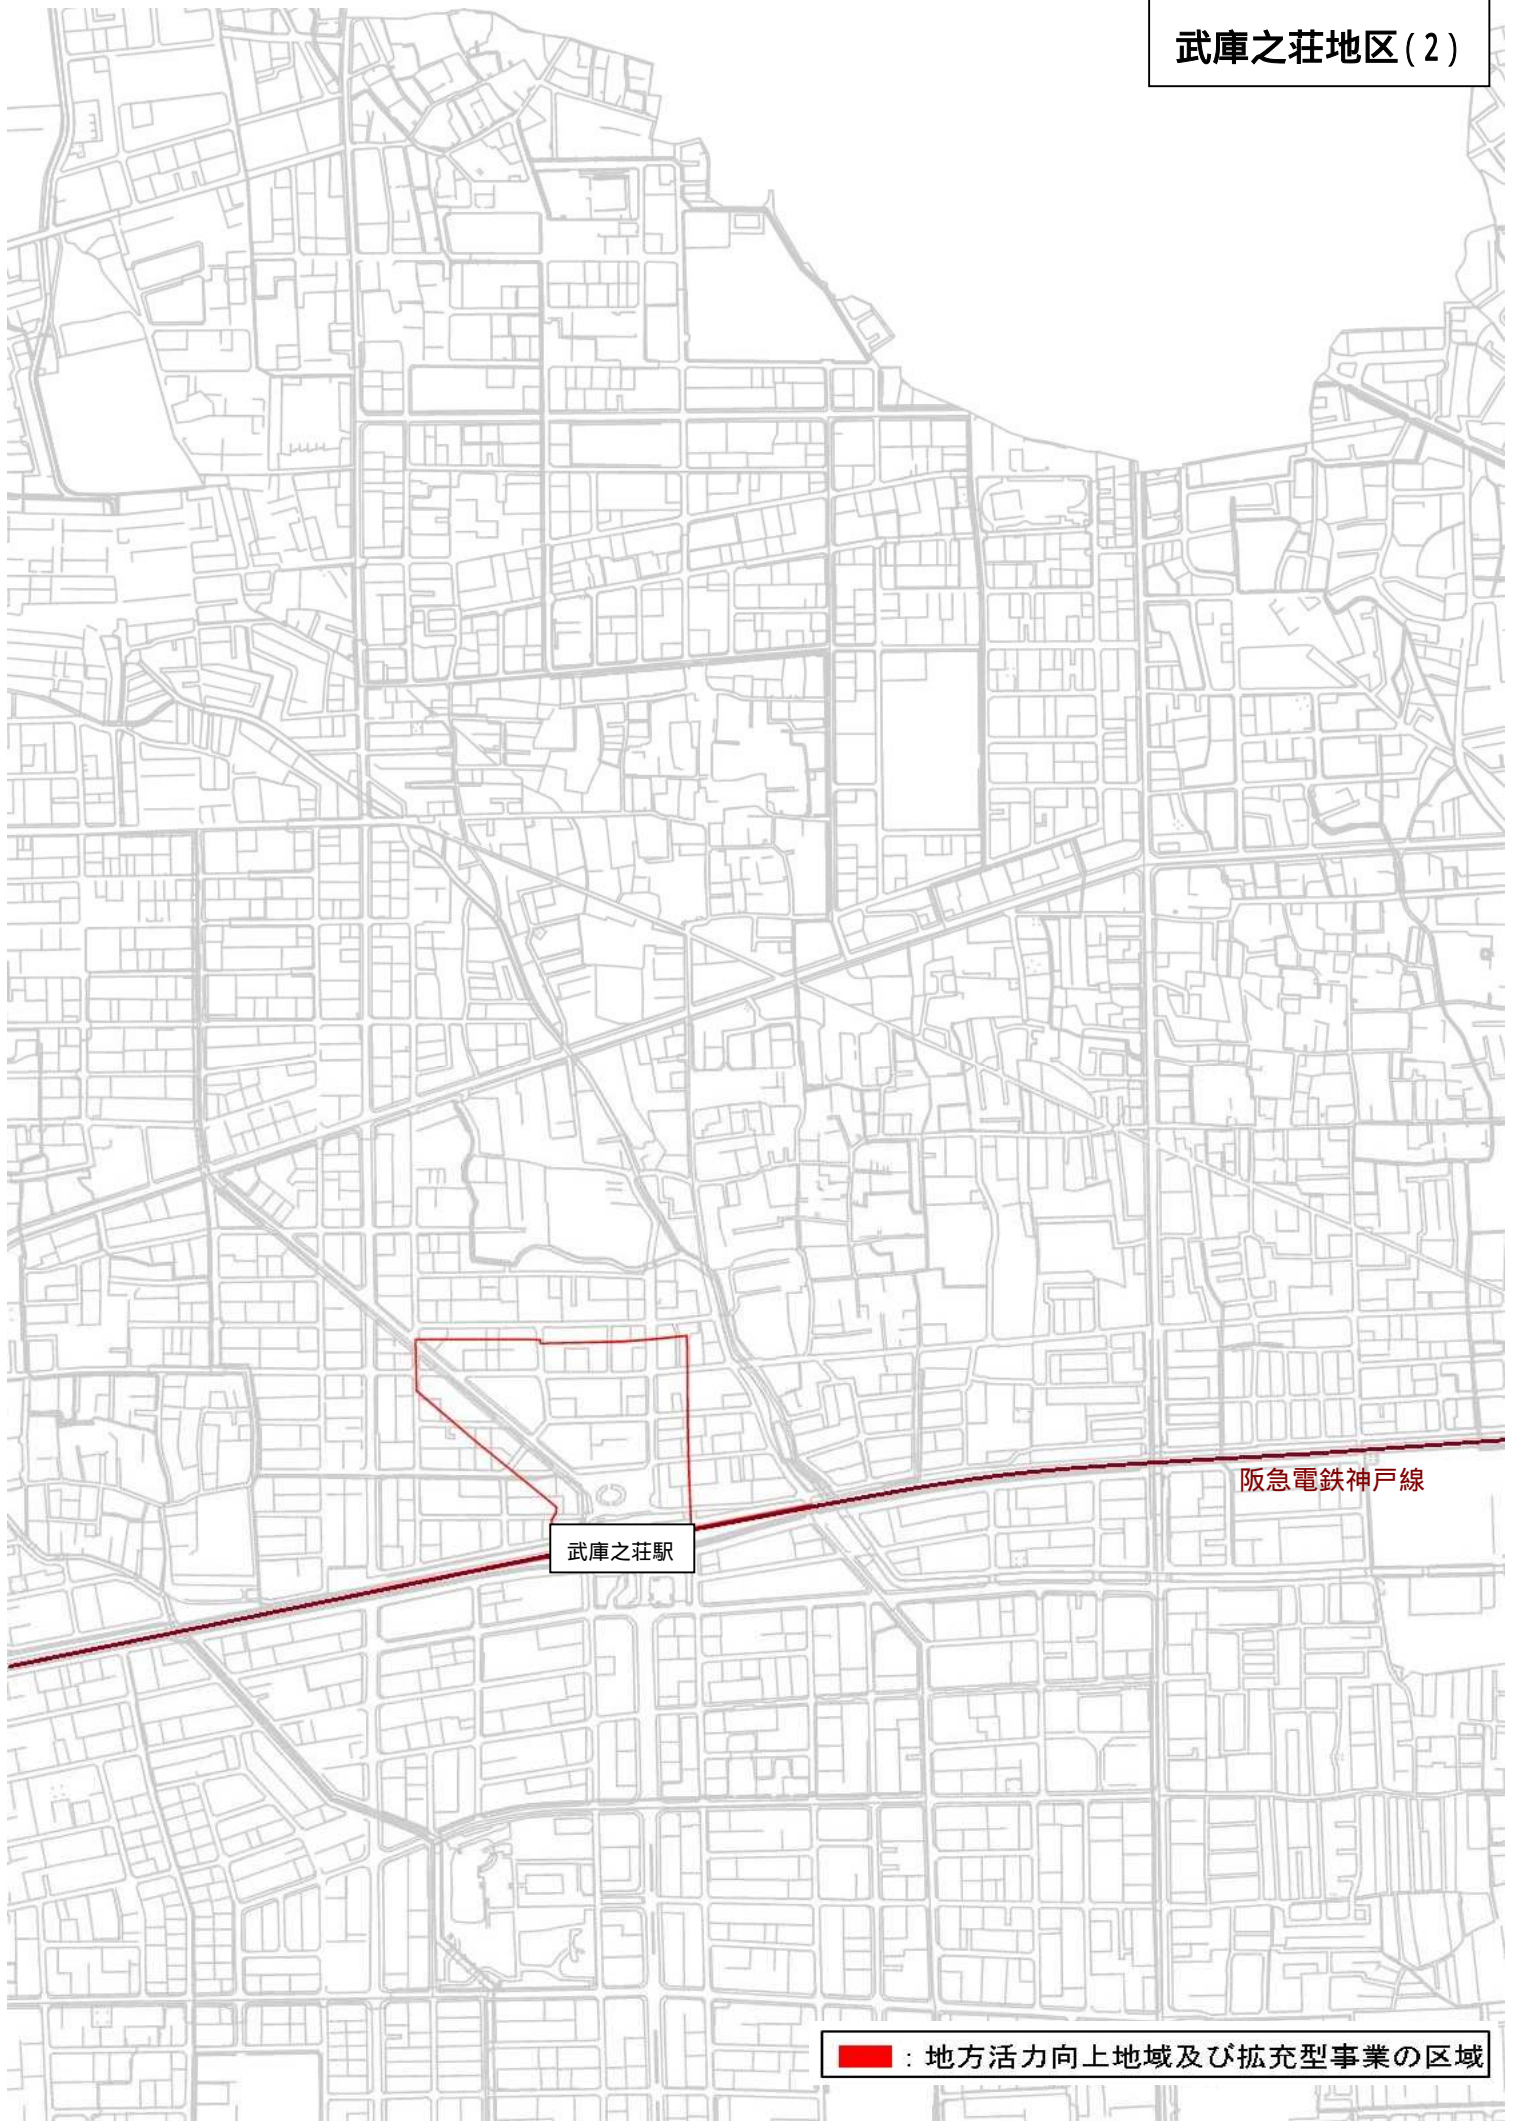 武庫之荘地区(2)
阪急電鉄神戸線
武庫之荘駅
：地方活力向上地域及び拡充型事業の区域